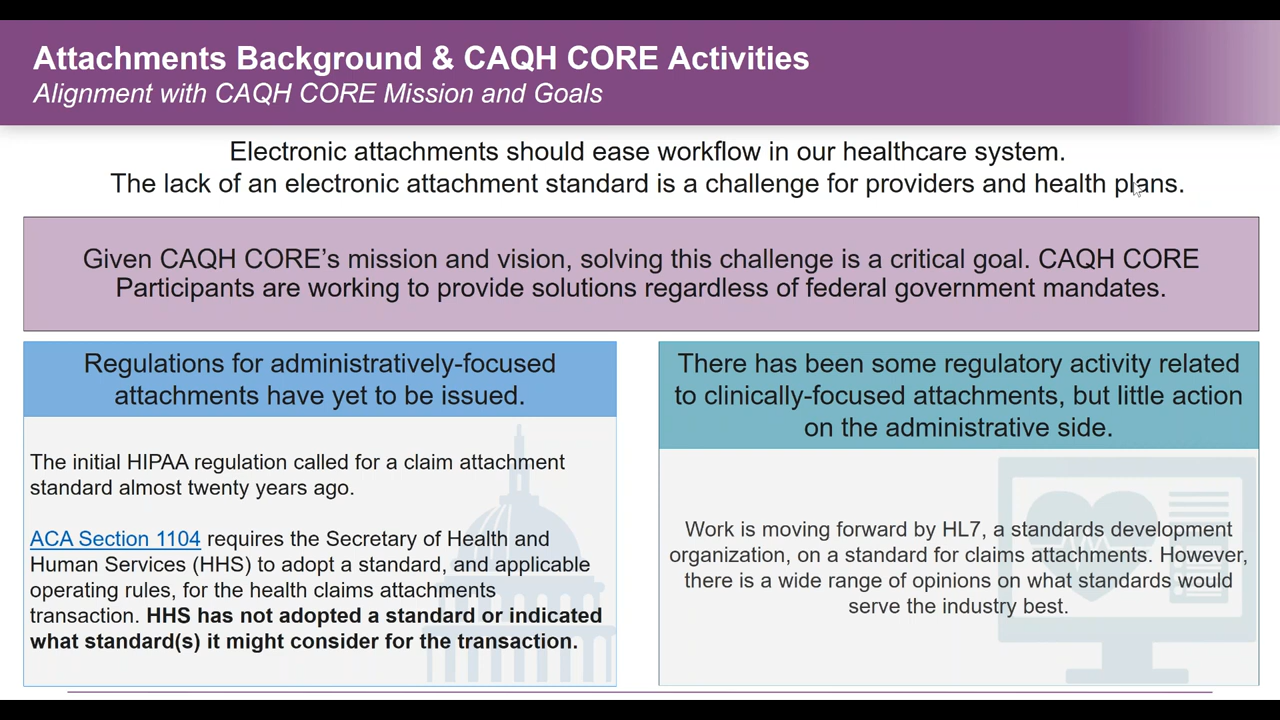 Attachments Background & CAQH CORE Activities
Alignment with CAQH CORE Mission and Goals
Electronic attachments should ease workflow in our healthcare system.
The lack of an electronic attachment standard is a challenge for providers and health plans.
Given CAQH CORE’s mission and vision, solving this challenge is a critical goal. CAQH CORE
Participants are working to provide solutions regardless of federal government mandates.
Regulations for administratively-focused
attachments have yet to be issued.
The initial HIPAA regulation called for a claim attachment
standard almost twenty years ago.
ACA Section 1104 requires the Secretary of Health and
Human Services (HHS) to adopt a standard, and applicable
operating rules, for the health claims attachments
transaction. HHS has not adopted a standard or indicated
what standard(s) it might consider for the transaction.
There has been some regulatory activity related
to clinically-focused attachments, but little action
on the administrative side.
Work is moving forward by HL7, a standards development
organization, on a standard for claims attachments. However,
there is a wide range of opinions on what standards would
serve the industry best.